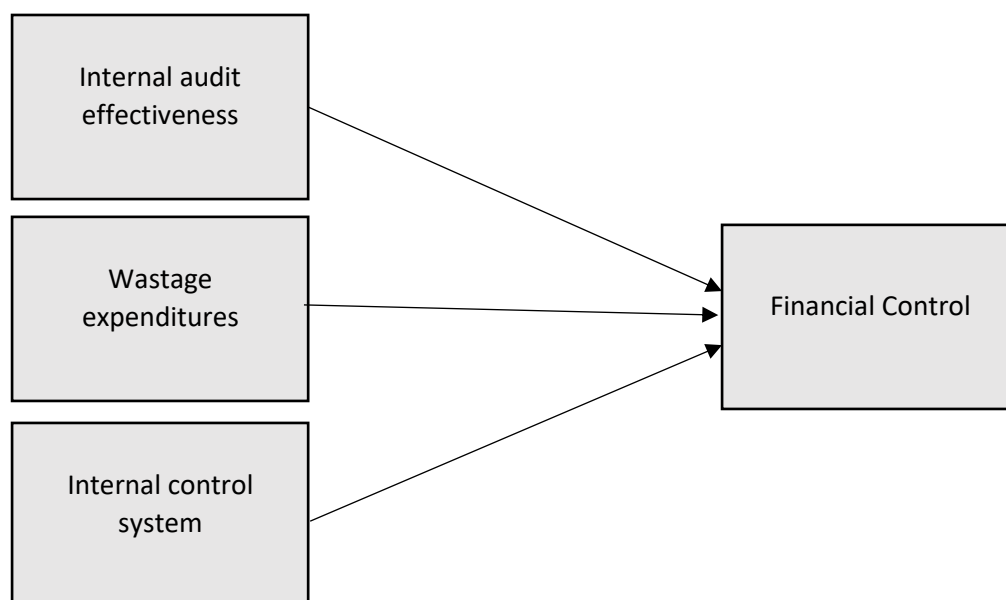 Internal audit
effectiveness
Wastage
expenditures
Financial Control
Internal control
system